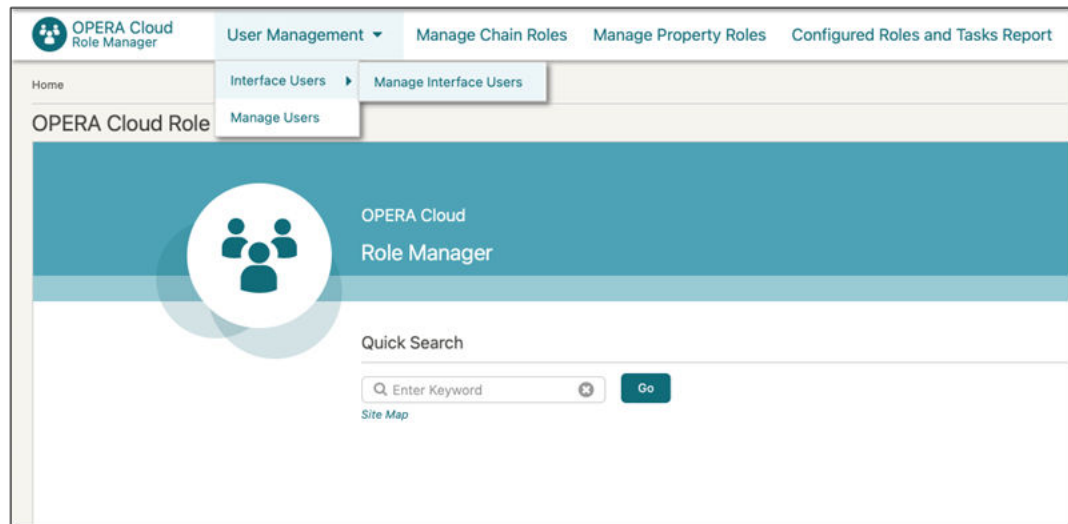 OPERA Cloud
Role Manager
User Management
Manage Chain Roles
Manage Property Roles
Configured Roles and Tasks Report
Home
Interface Users
Manage Interface Users
Manage Users
OPERA Cloud Role
OPERA Cloud
Role Manager
Quick Search
Enter Keyword
Go
Site Map